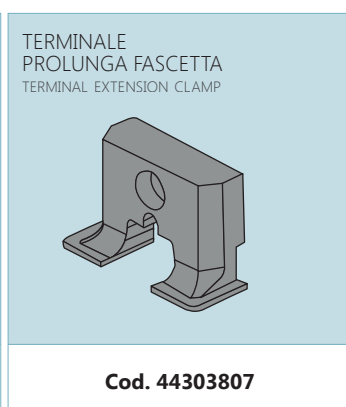 TERMINALE
PROLUNGA FASCETTA
TERMINAL EXTENSION CLAMP
Cod. 44303807